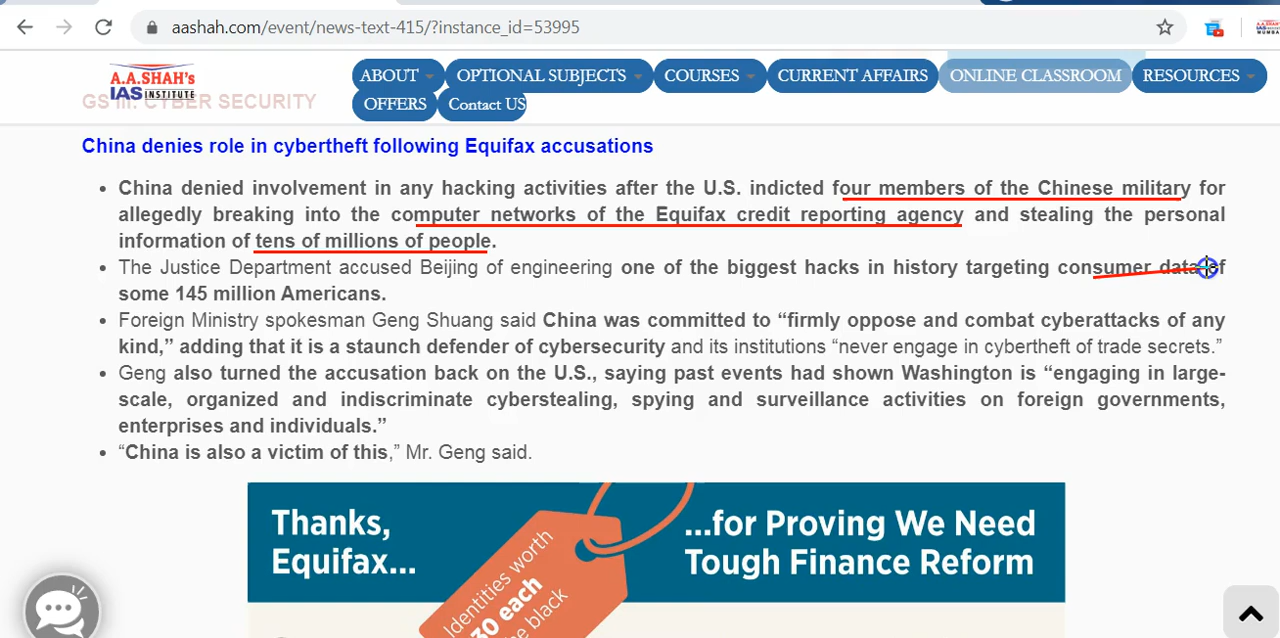 aashah.com/event/news-text-415/?instance_id=53995
A.A.SHAH's
IAS INSTITUTE
ABOUT
OPTIONAL SUBJECTS
COURSES
CURRENT AFFAIRS
ONLINE CLASSROOM
RESOURCES
OFFERS
Contact US
GS III: CYBER SECURITY
China denies role in cybertheft following Equifax accusations
• China denied involvement in any hacking activities after the U.S. indicted four members of the Chinese military for
allegedly breaking into the computer networks of the Equifax credit reporting agency and stealing the personal
information of tens of millions of people.
• The Justice Department accused Beijing of engineering one of the biggest hacks in history targeting consumer data of
some 145 million Americans.
• Foreign Ministry spokesman Geng Shuang said China was committed to “firmly oppose and combat cyberattacks of any
kind,” adding that it is a staunch defender of cybersecurity and its institutions “never engage in cybertheft of trade secrets.”
• Geng also turned the accusation back on the U.S., saying past events had shown Washington is “engaging in large-
scale, organized and indiscriminate cyberstealing, spying and surveillance activities on foreign governments,
enterprises and individuals.”
• “China is also a victim of this,” Mr. Geng said.
Thanks,
Equifax...
Identities worth
30 each
black
...for Proving We Need
Tough Finance Reform